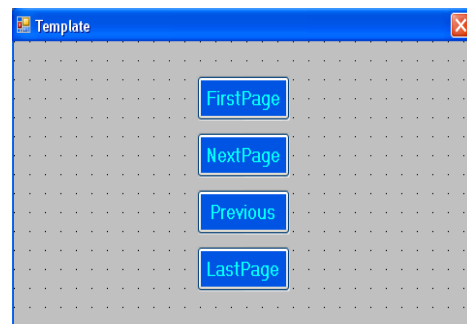 Template
FirstPage
NextPage
Previous
LastPage